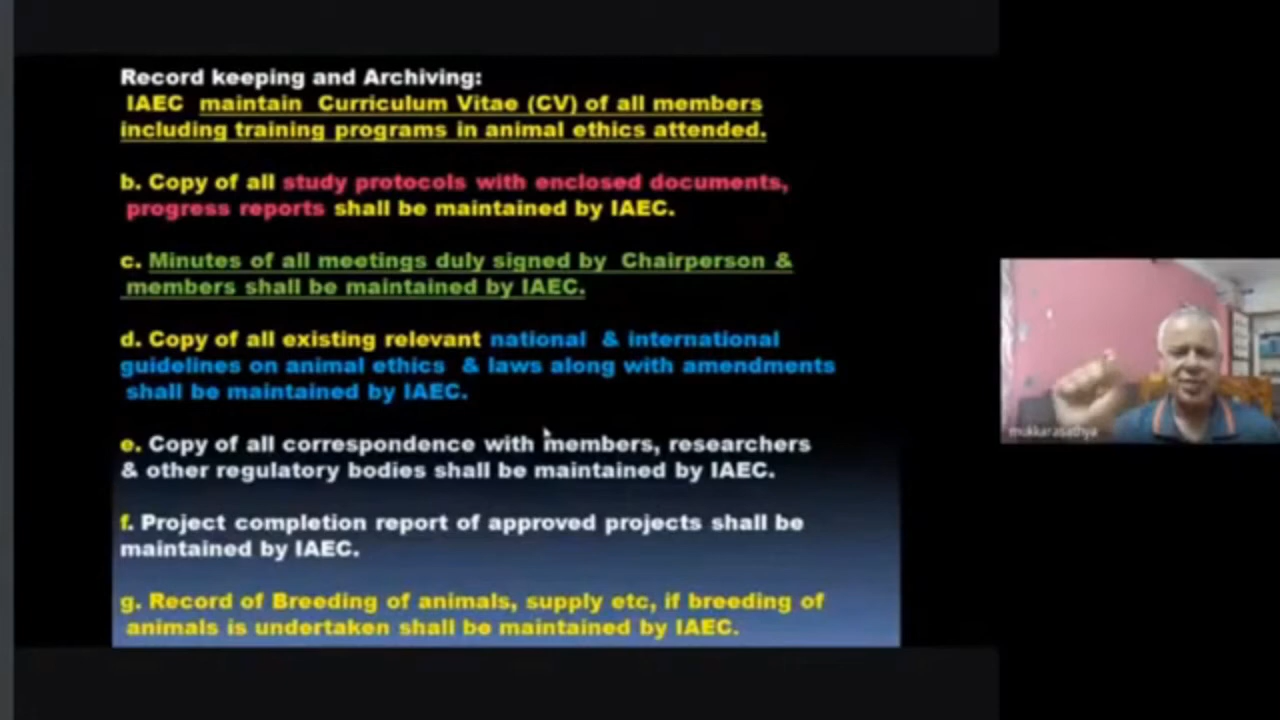 Record keeping and Archiving:
IAEC maintain Curriculum Vitae (CV) of all members
including training programs in animal ethics attended.
b. Copy of all study protocols with enclosed documents,
progress reports shall be maintained by IAEC.
c. Minutes of all meetings duly signed by Chairperson &
members shall be maintained by IAEC.
d. Copy of all existing relevant national & international
guidelines on animal ethics & laws along with amendments
shall be maintained by IAEC.
e. Copy of all correspondence with members, researchers
& other regulatory bodies shall be maintained by IAEC.
f. Project completion report of approved projects shall be
maintained by IAEC.
g. Record of Breeding of animals, supply etc, if breeding of
animals is undertaken shall be maintained by IAEC.
mukkarasathya